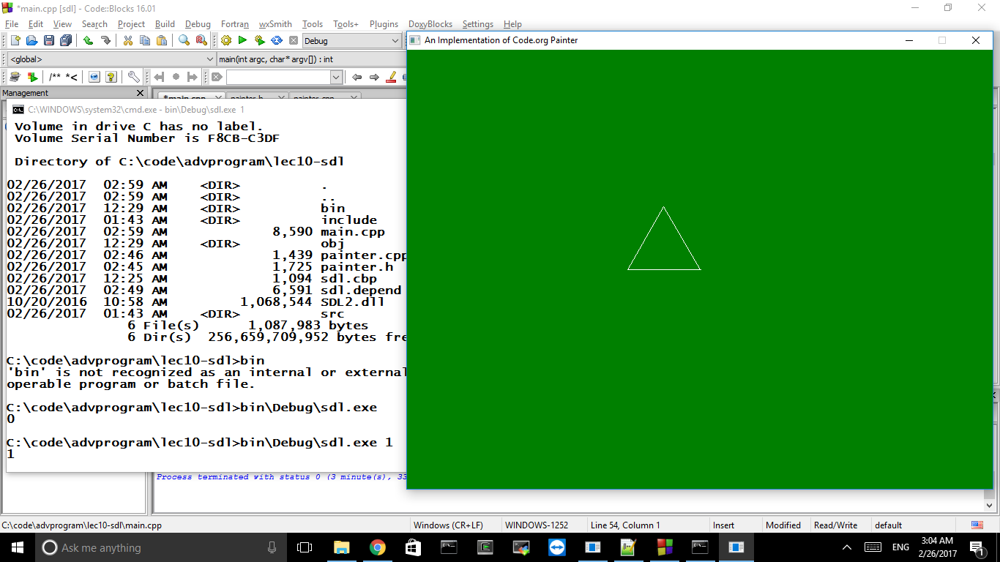 *main.cpp [sdl] - Code::Blocks 16.01
File Edit View Search Project Build Debug Fortran wxSmith Tools Tools+ Plugins DoxyBlocks Settings Help
Debug
An Implementation of Code.org Painter
<global>
main(int argc, char* argv[]) : int
/** *<
Management
*main.cpp painter.h painter.cpp
C:\WINDOWS\system32\cmd.exe - bin\Debug\sdl.exe 1
Volume in drive C has no label.
Volume Serial Number is F8CB-C3DF
Directory of C:\code\advprogram\lec10-sdl
02/26/2017 02:59 AM <DIR> .
02/26/2017 02:59 AM <DIR> ..
02/26/2017 12:29 AM <DIR> bin
02/26/2017 01:43 AM <DIR> include
02/26/2017 02:59 AM 8,590 main.cpp
02/26/2017 12:29 AM <DIR> obj
02/26/2017 02:46 AM 1,439 painter.cpp
02/26/2017 02:45 AM 1,725 painter.h
02/26/2017 12:25 AM 1,094 sdl.cbp
02/26/2017 02:49 AM 6,591 sdl.depend
10/20/2016 10:58 AM 1,068,544 SDL2.dll
02/26/2017 01:43 AM <DIR> src
6 File(s) 1,087,983 bytes
6 Dir(s) 256,659,709,952 bytes fre
C:\code\advprogram\lec10-sdl>bin
'bin' is not recognized as an internal or external
operable program or batch file.
C:\code\advprogram\lec10-sdl>bin\Debug\sdl.exe
0
C:\code\advprogram\lec10-sdl>bin\Debug\sdl.exe 1
1
Process terminated with status 0 (3 minute(s), 33
C:\code\advprogram\lec10-sdl\main.cpp
Windows (CR+LF) WINDOWS-1252 Line 54, Column 1 Insert Modified Read/Write default
Ask me anything
ENG
3:04 AM
2/26/2017
1